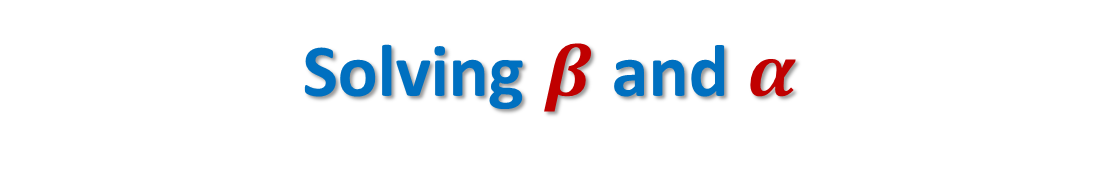 Solving β and α